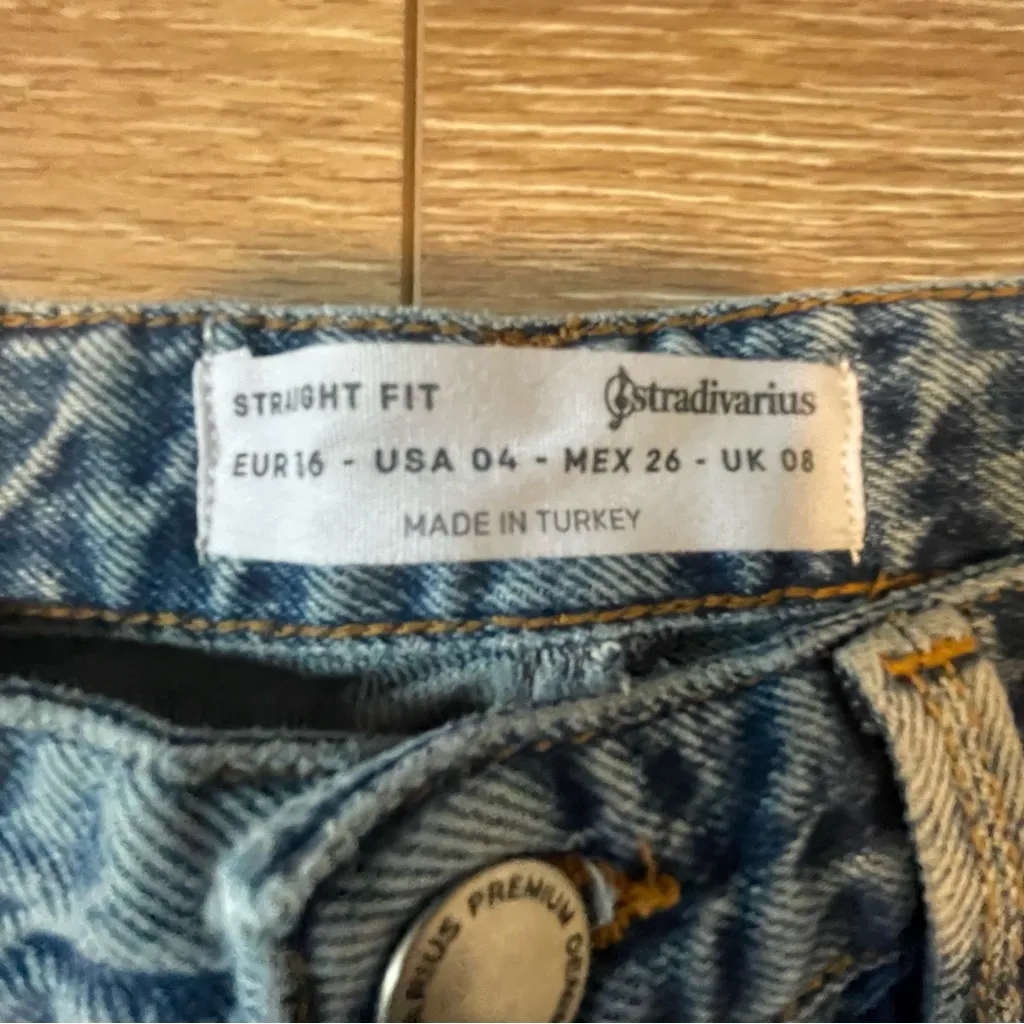 STRAIGHT FIT stradivarius
EUR 16 - USA 04 - MEX 26 - UK 08
MADE IN TURKEY
PREMIUM